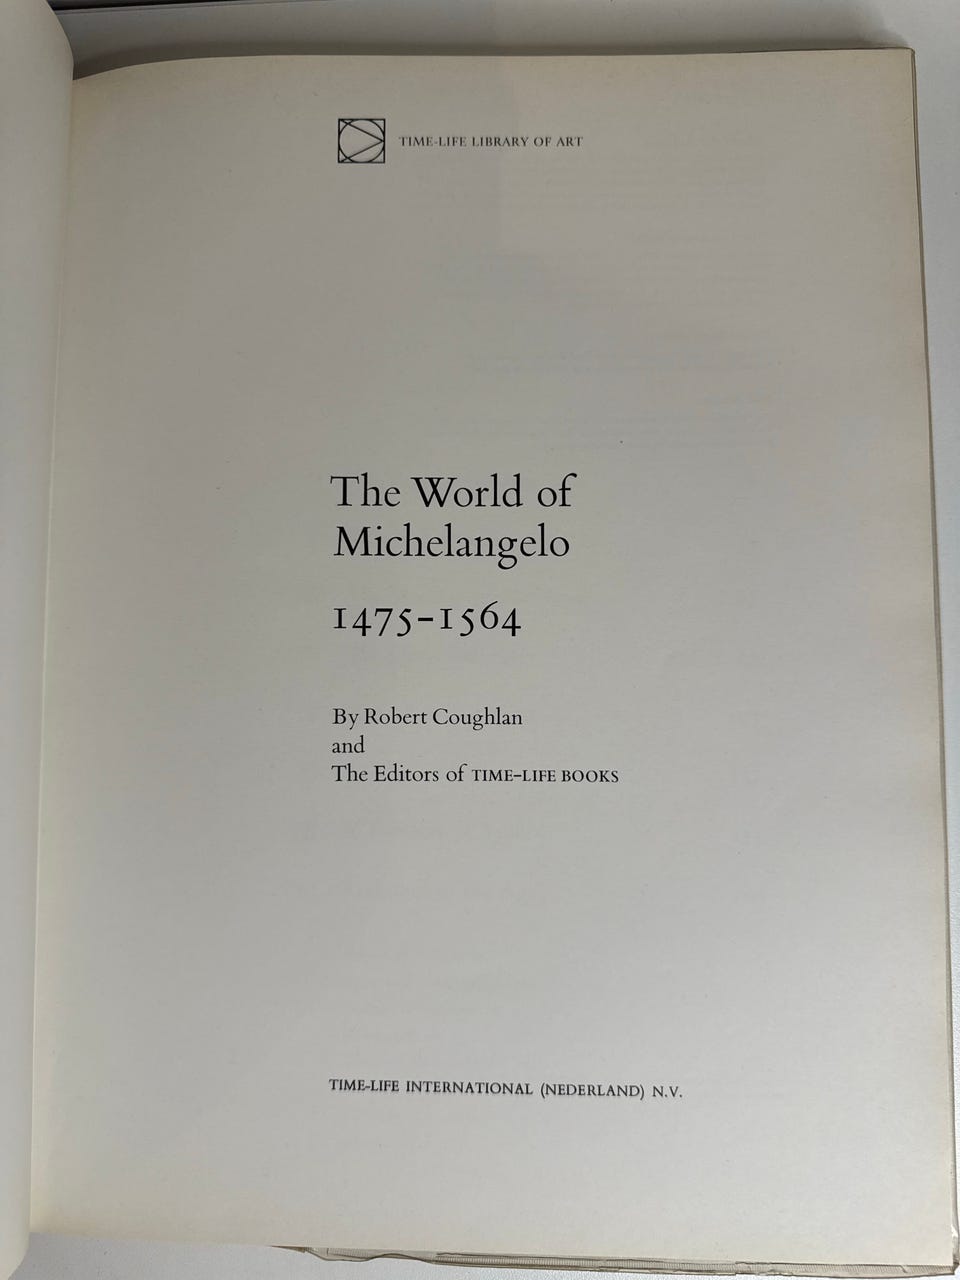 TIME-LIFE LIBRARY OF ART
The World of
Michelangelo
1475-1564
By Robert Coughlan
and
The Editors of TIME-LIFE BOOKS
TIME-LIFE INTERNATIONAL (NEDERLAND) N.V.